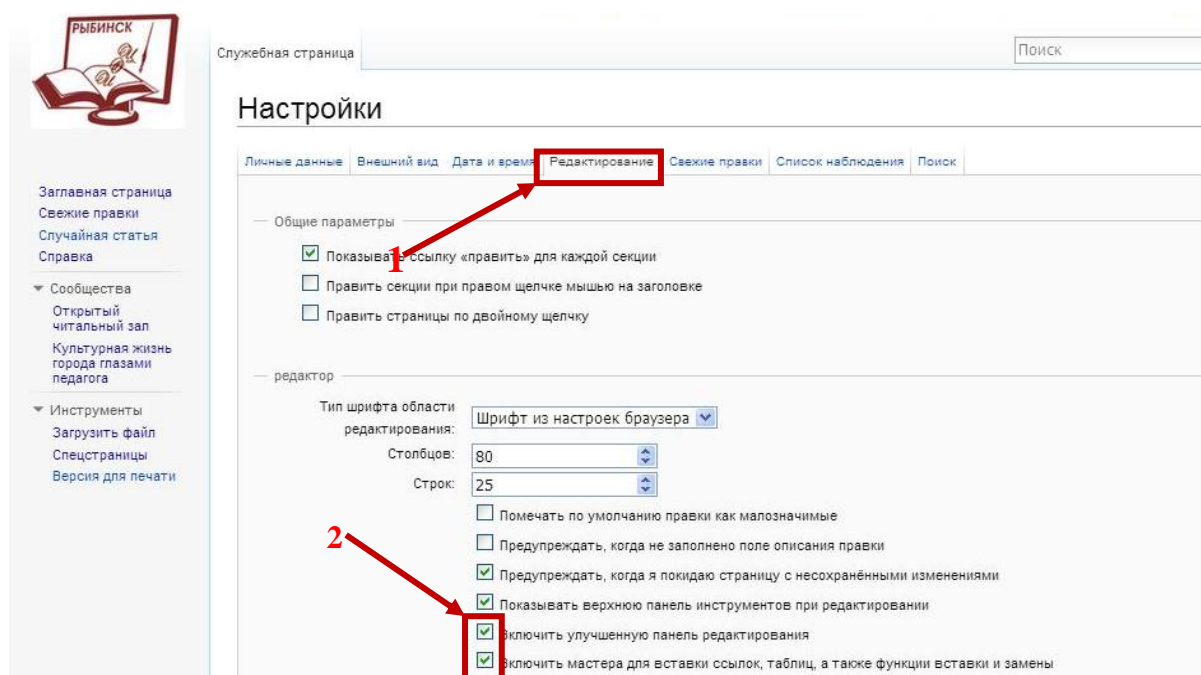 РЫБИНСК
Служебная страница
Поиск
Настройки
Личные данные Внешний вид Дата и время Редактирование Свежие правки Список наблюдения Поиск
Заглавная страница
Свежие правки
Случайная статья
Справка
Сообщества
Открытый
читальный зал
Культурная жизнь
города глазами
педагога
Инструменты
Загрузить файл
Спецстраницы
Версия для печати
1
Общие параметры
Показывать ссылку «править» для каждой секции
Править секции при правом щелчке мышью на заголовке
Править страницы по двойному щелчку
редактор
Тип шрифта области
редактирования:
Шрифт из настроек браузера
Столбцов: 80
Строк: 25
2
Помечать по умолчанию правки как малозначимые
Предупреждать, когда не заполнено поле описания правки
Предупреждать, когда я покидаю страницу с несохранёнными изменениями
Показывать верхнюю панель инструментов при редактировании
Включить улучшенную панель редактирования
Включить мастера для вставки ссылок, таблиц, а также функции вставки и замены